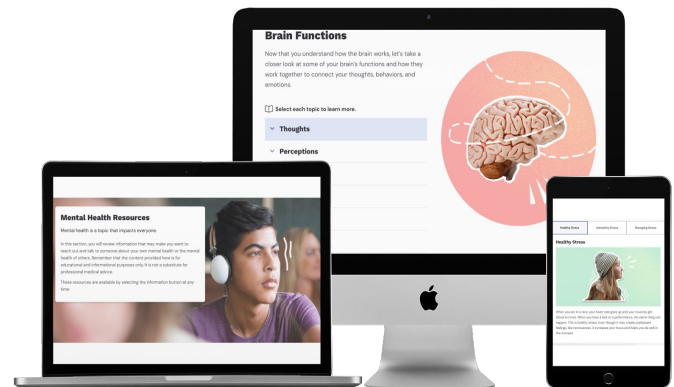 Brain Functions
Now that you understand how the brain works, let's take a
closer look at some of your brain's functions and how they
work together to connect your thoughts, behaviors, and
emotions.
Select each topic to learn more.
Thoughts
Perceptions
Mental Health Resources
Mental health is a topic that impacts everyone.
In this section, you will review information that may make you want to
reach out and talk to someone about your own mental health or the mental
health of others. Remember that the content provided here is for
educational and informational purposes only. It is not a substitute for
professional medical advice.
These resources are available by selecting the information button at any
time.
Healthy Stress Unhealthy Stress Managing Stress
Healthy Stress